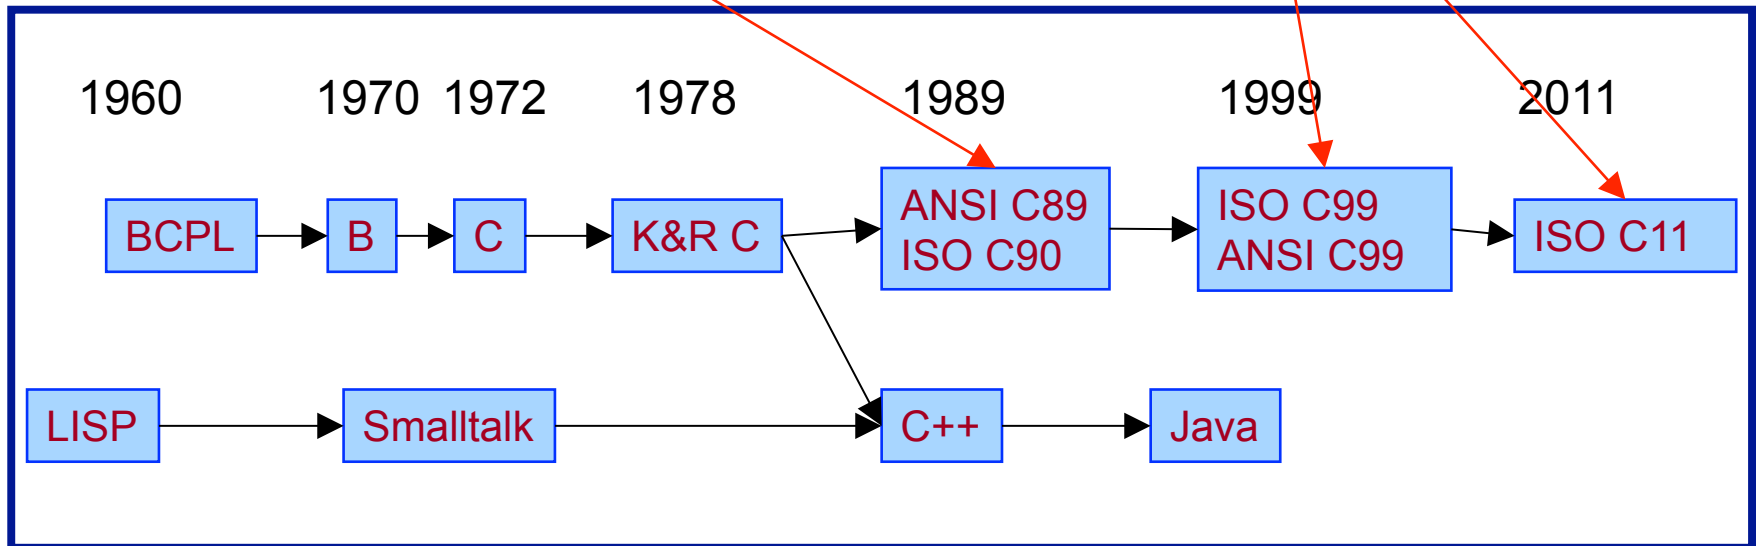 1960 1970 1972 1978 1989 1999 2011
BCPL B C K&R C
ANSI C89
ISO C90
ISO C99
ANSI C99
ISO C11
LISP Smalltalk C++ Java